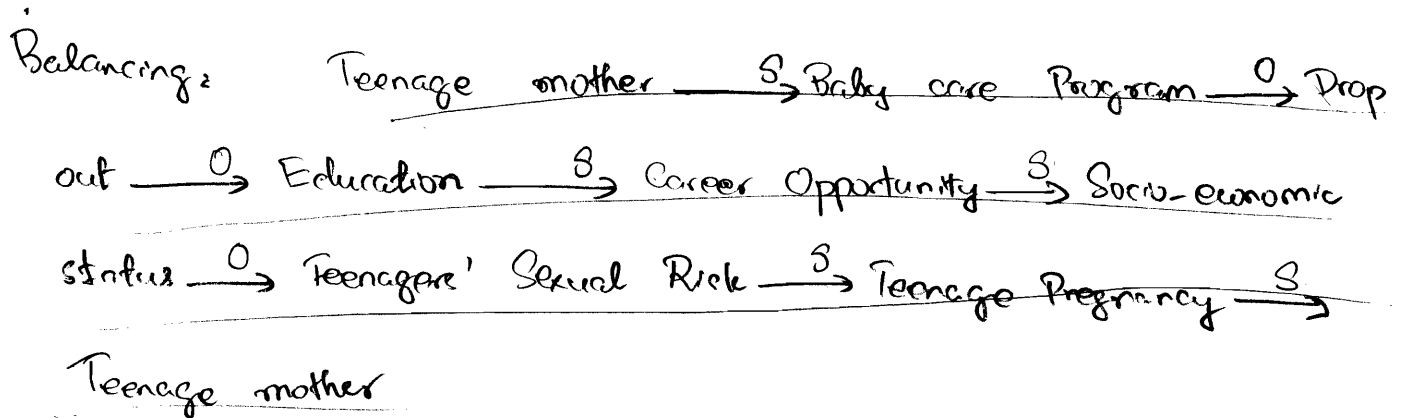 Balancing: Teenage mother S→ Baby care Program O→ Drop
out O→ Education S→ Career Opportunity S→ Socio-economic
status O→ Teenagers' Sexual Risk S→ Teenage Pregnancy S→
Teenage mother